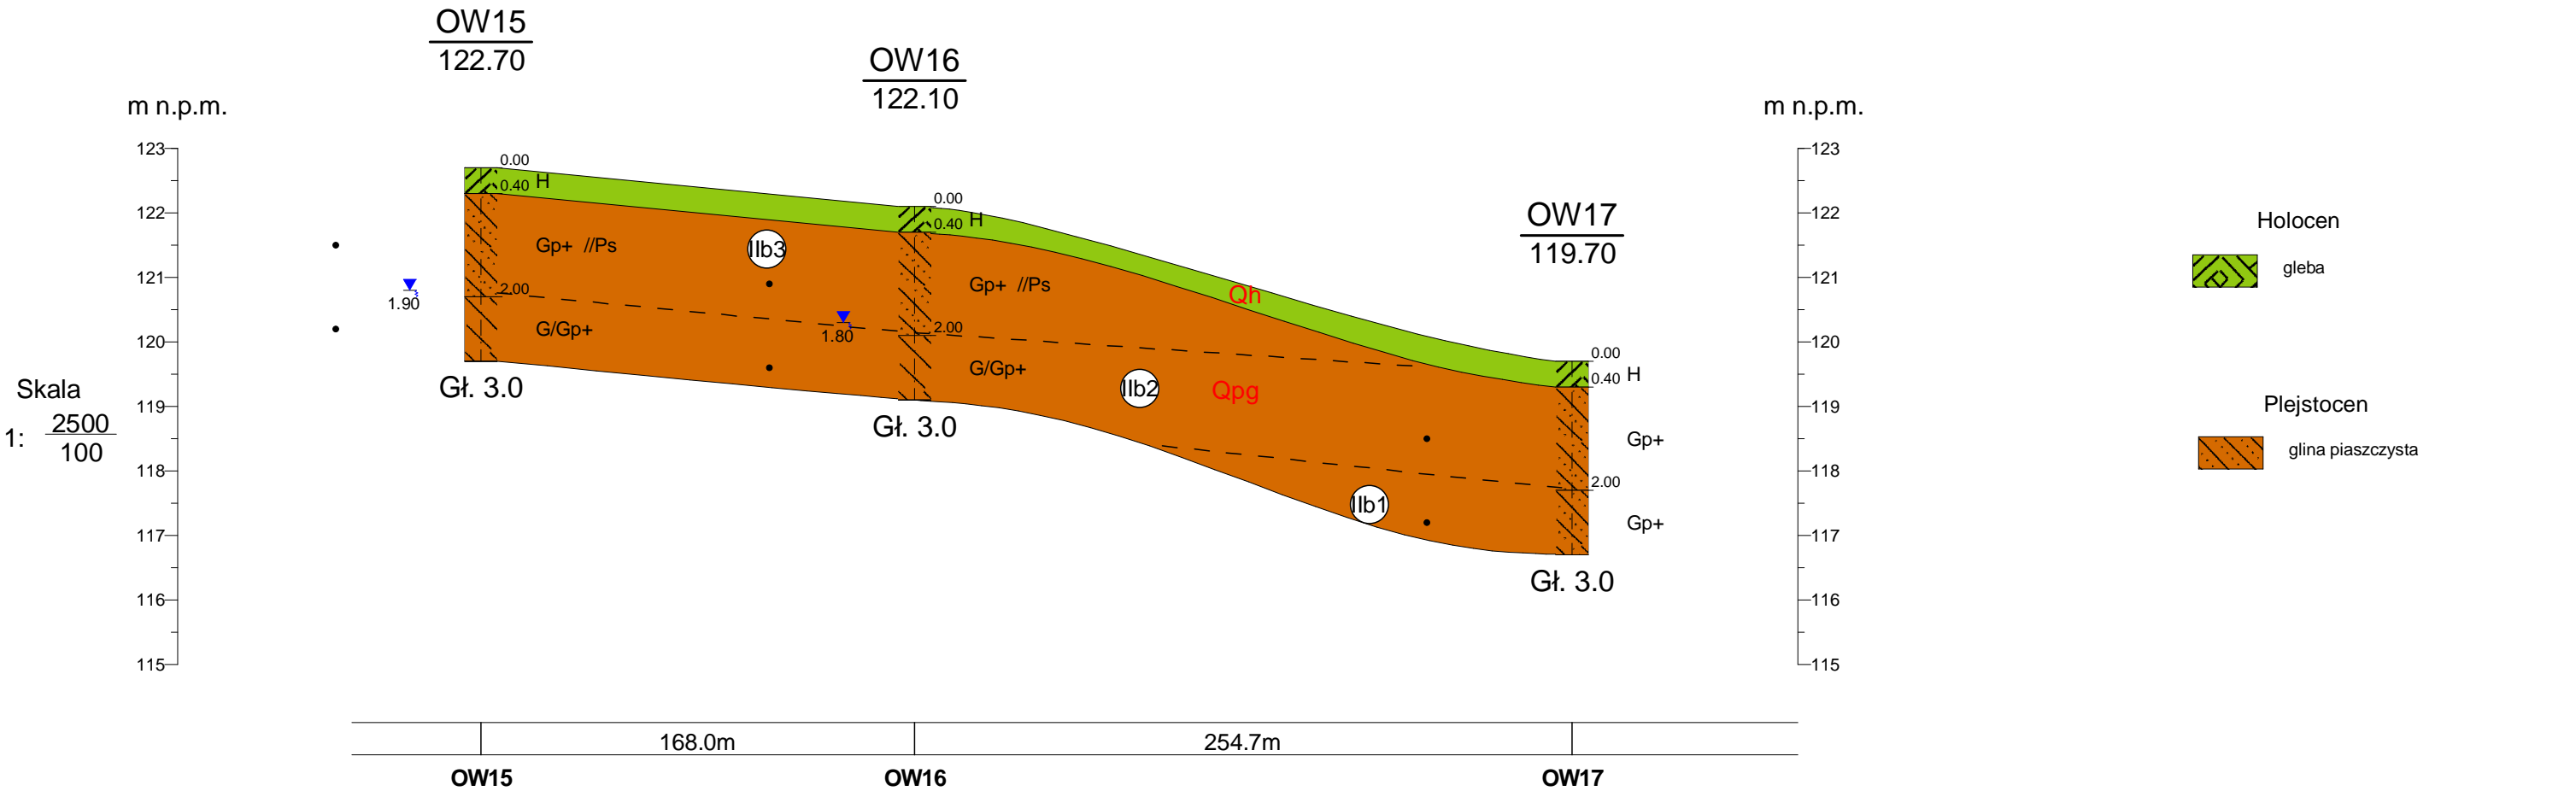 OW15
122.70
OW16
122.10
OW17
119.70
m n.p.m.
m n.p.m.
123
122
121
120
119
118
117
116
115
123
122
121
120
119
118
117
116
115
Skala
1: 2500
100
1.90
0.00
0.40 H
Gp+ //Ps
2.00
G/Gp+
Gł. 3.0
IIb3
1.80
0.00
0.40 H
Gp+ //Ps
2.00
G/Gp+
Gł. 3.0
Qh
IIb2
Qpg
IIb1
0.00
0.40 H
Gp+
2.00
Gp+
Gł. 3.0
Holocen
gleba
Plejstocen
glina piaszczysta
168.0m
254.7m
OW15
OW16
OW17